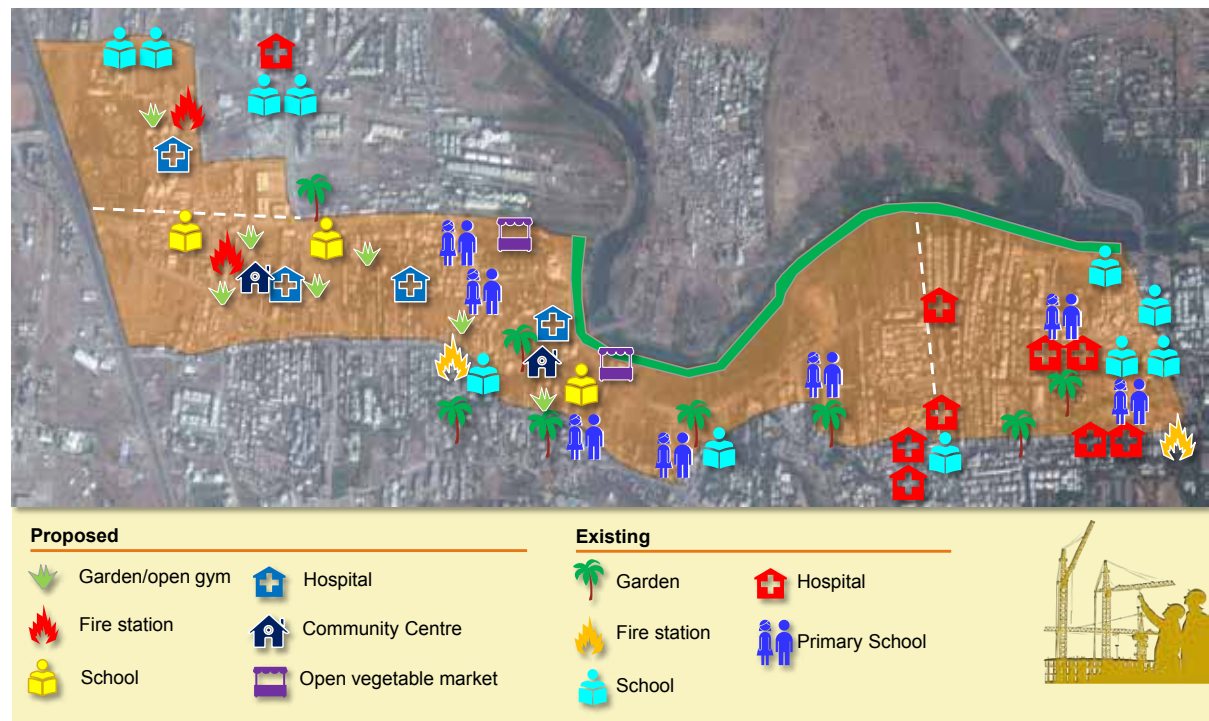 Proposed
Garden/open gym
Hospital
Fire station
Community Centre
School
Open vegetable market
Existing
Garden
Hospital
Fire station
Primary School
School